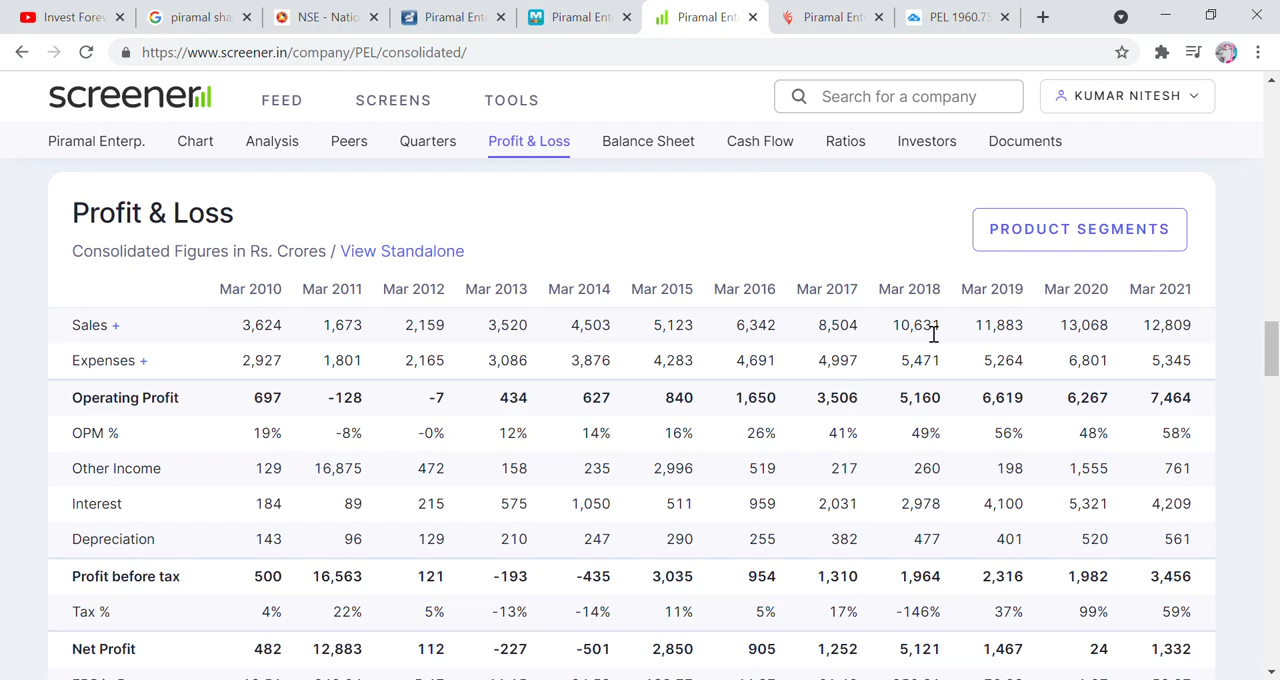 Invest Forev
piramal sha
NSE - Natio
Piramal Ent
Piramal Ent
Piramal Ent
Piramal Ent
PEL 1960.75
https://www.screener.in/company/PEL/consolidated/
screener
FEED
SCREENS
TOOLS
Search for a company
KUMAR NITESH
Piramal Enterp.
Chart
Analysis
Peers
Quarters
Profit & Loss
Balance Sheet
Cash Flow
Ratios
Investors
Documents
Profit & Loss
PRODUCT SEGMENTS
Consolidated Figures in Rs. Crores / View Standalone
Mar 2010 Mar 2011 Mar 2012 Mar 2013 Mar 2014 Mar 2015 Mar 2016 Mar 2017 Mar 2018 Mar 2019 Mar 2020 Mar 2021
Sales + 3,624 1,673 2,159 3,520 4,503 5,123 6,342 8,504 10,631 11,883 13,068 12,809
Expenses + 2,927 1,801 2,165 3,086 3,876 4,283 4,691 4,997 5,471 5,264 6,801 5,345
Operating Profit 697 -128 -7 434 627 840 1,650 3,506 5,160 6,619 6,267 7,464
OPM % 19% -8% -0% 12% 14% 16% 26% 41% 49% 56% 48% 58%
Other Income 129 16,875 472 158 235 2,996 519 217 260 198 1,555 761
Interest 184 89 215 575 1,050 511 959 2,031 2,978 4,100 5,321 4,209
Depreciation 143 96 129 210 247 290 255 382 477 401 520 561
Profit before tax 500 16,563 121 -193 -435 3,035 954 1,310 1,964 2,316 1,982 3,456
Tax % 4% 22% 5% -13% -14% 11% 5% 17% -146% 37% 99% 59%
Net Profit 482 12,883 112 -227 -501 2,850 905 1,252 5,121 1,467 24 1,332